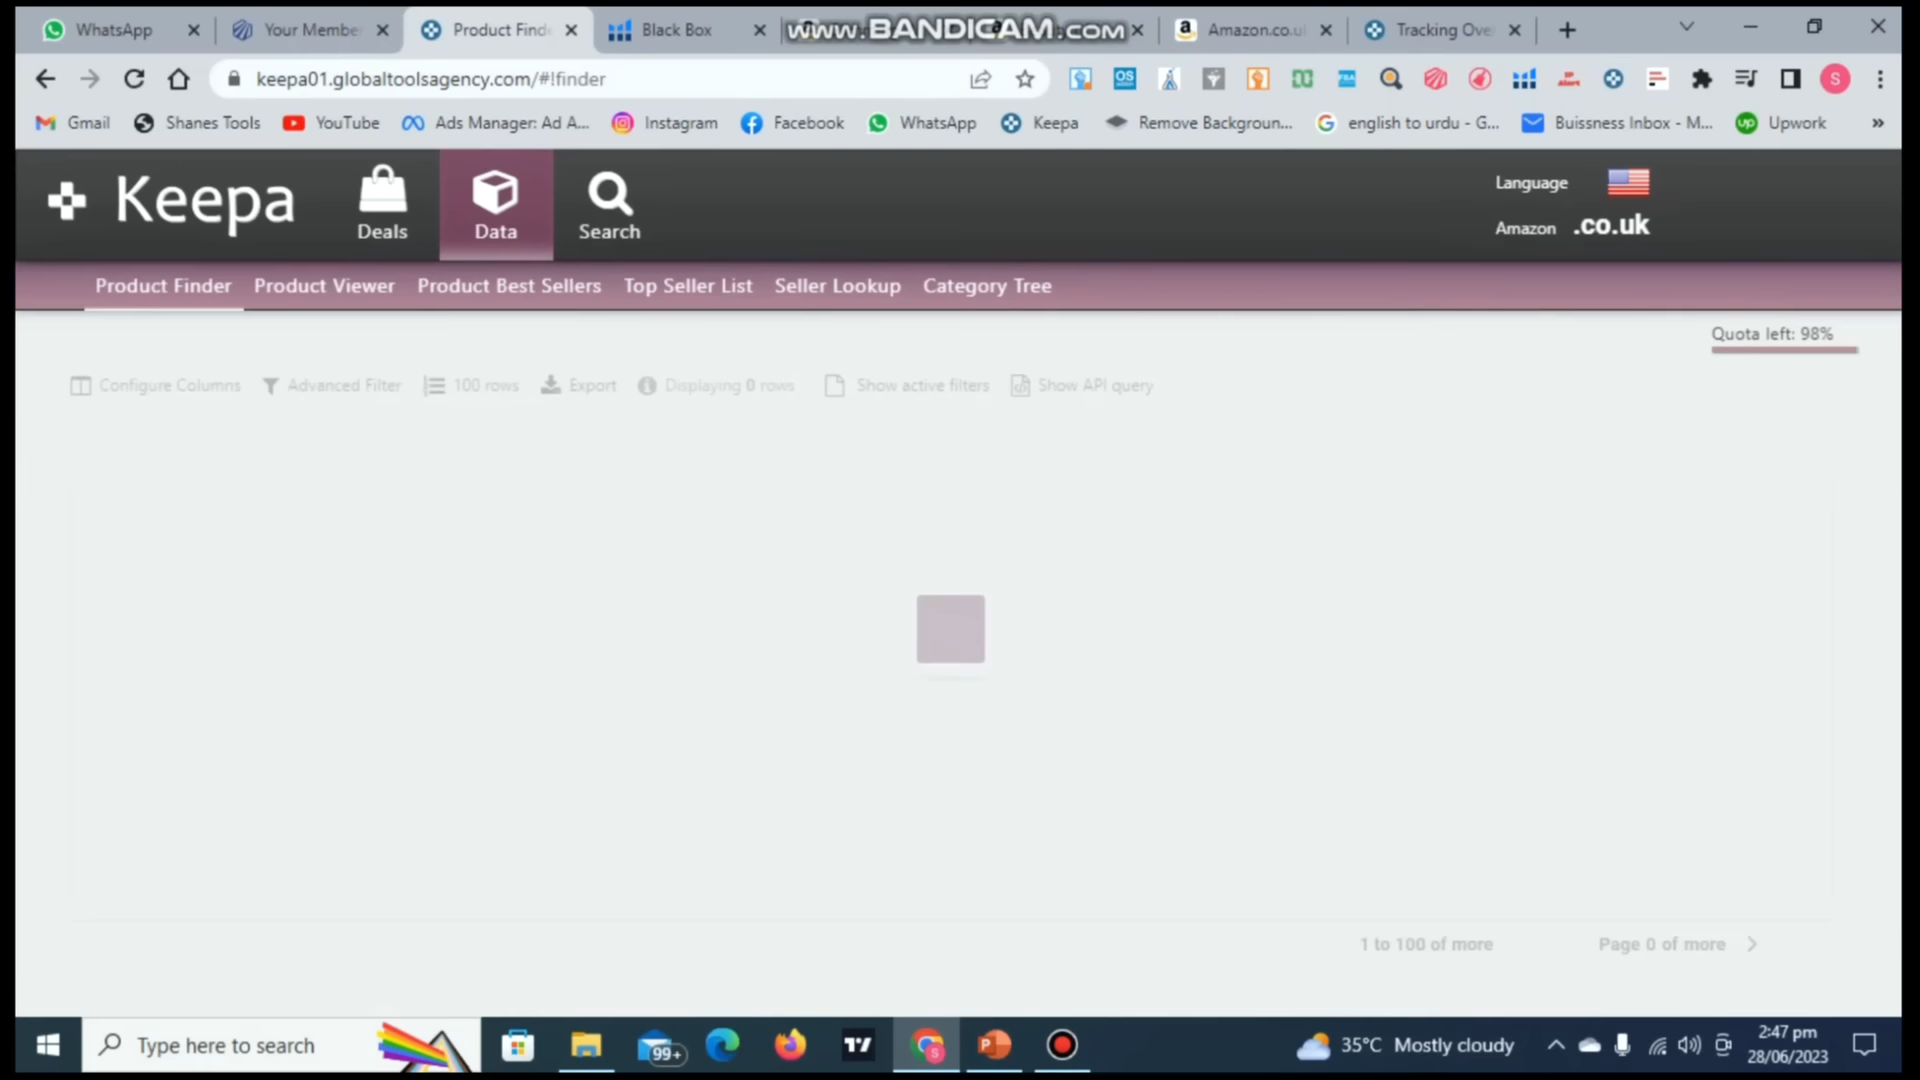 WhatsApp
Your Membe
Product Find
Black Box
www.BANDICAM.com
Amazon.co.u
Tracking Ove
keepa01.globaltoolsagency.com/#!finder
Gmail
Shanes Tools
YouTube
Ads Manager: Ad A...
Instagram
Facebook
WhatsApp
Keepa
Remove Backgroun...
english to urdu - G...
Buissness Inbox - M...
Upwork
Keepa
Deals
Data
Search
Language
Amazon .co.uk
Product Finder
Product Viewer
Product Best Sellers
Top Seller List
Seller Lookup
Category Tree
Quota left: 98%
Configure Columns
Advanced Filter
100 rows
Export
Displaying 0 rows
Show active filters
Show API query
1 to 100 of more
Page 0 of more
Type here to search
99+
35°C Mostly cloudy
2:47 pm
28/06/2023